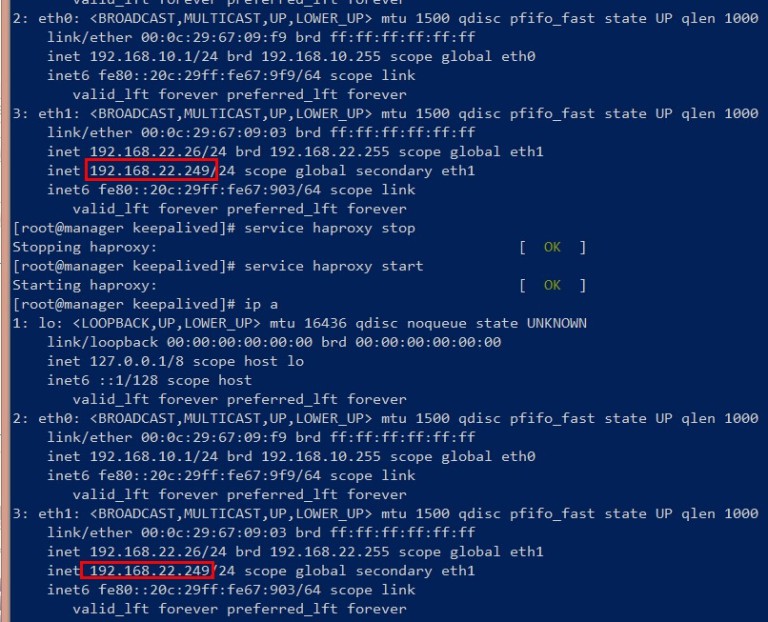 valid_lft forever preferred_lft forever
2: eth0: <BROADCAST,MULTICAST,UP,LOWER_UP> mtu 1500 qdisc pfifo_fast state UP qlen 1000
link/ether 00:0c:29:67:09:f9 brd ff:ff:ff:ff:ff:ff
inet 192.168.10.1/24 brd 192.168.10.255 scope global eth0
inet6 fe80::20c:29ff:fe67:9f9/64 scope link
valid_lft forever preferred_lft forever
3: eth1: <BROADCAST,MULTICAST,UP,LOWER_UP> mtu 1500 qdisc pfifo_fast state UP qlen 1000
link/ether 00:0c:29:67:09:03 brd ff:ff:ff:ff:ff:ff
inet 192.168.22.26/24 brd 192.168.22.255 scope global eth1
inet 192.168.22.249/24 scope global secondary eth1
inet6 fe80::20c:29ff:fe67:903/64 scope link
valid_lft forever preferred_lft forever
[root@manager keepalived]# service haproxy stop
Stopping haproxy: [ OK ]
[root@manager keepalived]# service haproxy start
Starting haproxy: [ OK ]
[root@manager keepalived]# ip a
1: lo: <LOOPBACK,UP,LOWER_UP> mtu 16436 qdisc noqueue state UNKNOWN
link/loopback 00:00:00:00:00:00 brd 00:00:00:00:00:00
inet 127.0.0.1/8 scope host lo
inet6 ::1/128 scope host
valid_lft forever preferred_lft forever
2: eth0: <BROADCAST,MULTICAST,UP,LOWER_UP> mtu 1500 qdisc pfifo_fast state UP qlen 1000
link/ether 00:0c:29:67:09:f9 brd ff:ff:ff:ff:ff:ff
inet 192.168.10.1/24 brd 192.168.10.255 scope global eth0
inet6 fe80::20c:29ff:fe67:9f9/64 scope link
valid_lft forever preferred_lft forever
3: eth1: <BROADCAST,MULTICAST,UP,LOWER_UP> mtu 1500 qdisc pfifo_fast state UP qlen 1000
link/ether 00:0c:29:67:09:03 brd ff:ff:ff:ff:ff:ff
inet 192.168.22.26/24 brd 192.168.22.255 scope global eth1
inet 192.168.22.249/24 scope global secondary eth1
inet6 fe80::20c:29ff:fe67:903/64 scope link
valid_lft forever preferred_lft forever